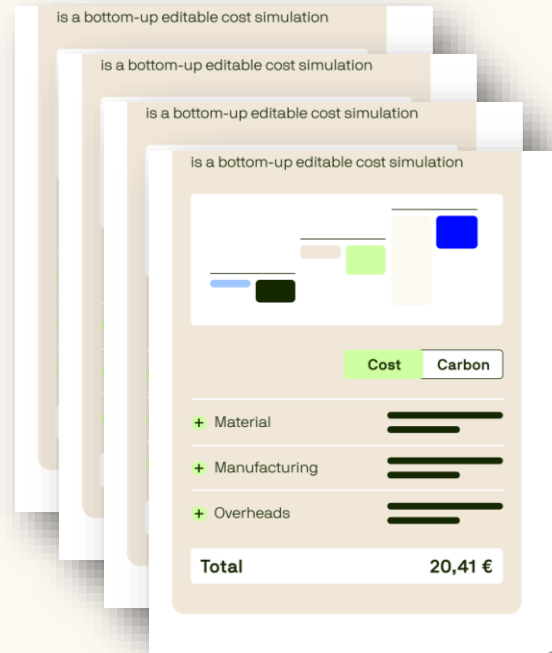 is a bottom-up editable cost simulation
is a bottom-up editable cost simulation
is a bottom-up editable cost simulation
is a bottom-up editable cost simulation
Cost Carbon
+ Material
+ Manufacturing
+ Overheads
Total 20,41 €